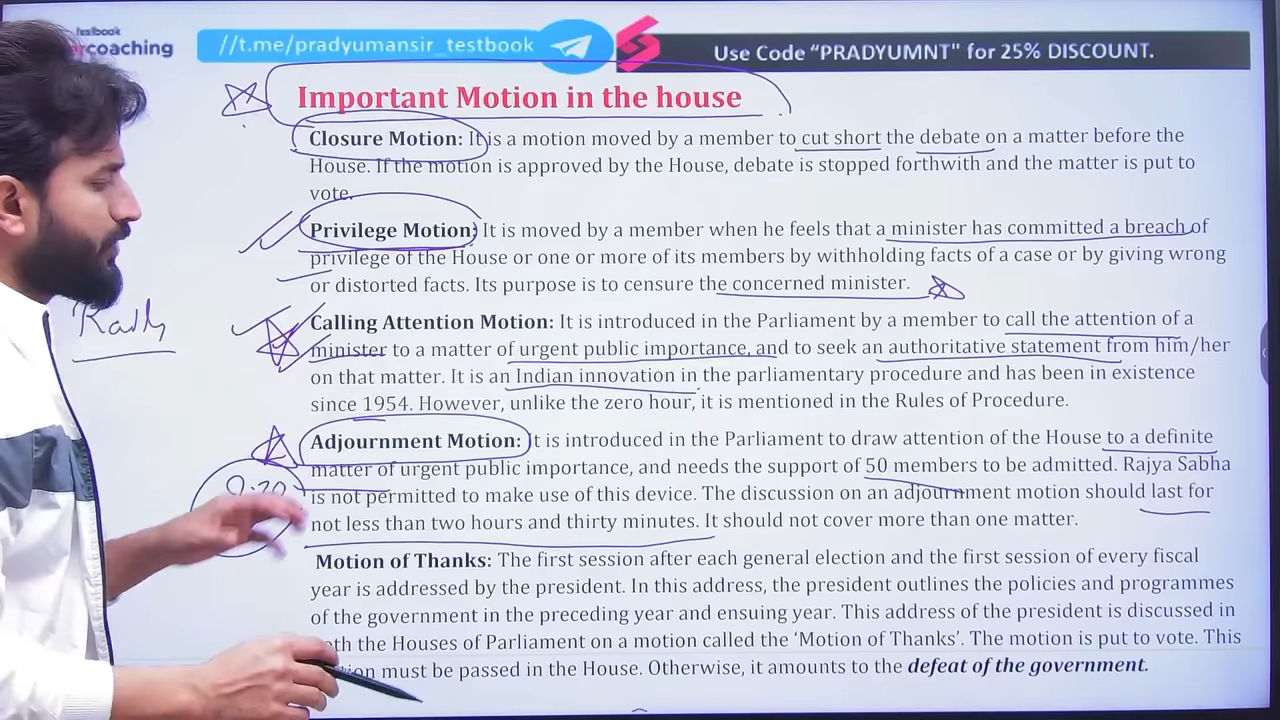 testbook
coaching
//t.me/pradyumansir_testbook
Use Code "PRADYUMNT" for 25% DISCOUNT.
Important Motion in the house
Closure Motion: It is a motion moved by a member to cut short the debate on a matter before the
House. If the motion is approved by the House, debate is stopped forthwith and the matter is put to
vote.
Privilege Motion: It is moved by a member when he feels that a minister has committed a breach of
privilege of the House or one or more of its members by withholding facts of a case or by giving wrong
or distorted facts. Its purpose is to censure the concerned minister.
Calling Attention Motion: It is introduced in the Parliament by a member to call the attention of a
minister to a matter of urgent public importance, and to seek an authoritative statement from him/her
on that matter. It is an Indian innovation in the parliamentary procedure and has been in existence
since 1954. However, unlike the zero hour, it is mentioned in the Rules of Procedure.
Adjournment Motion: It is introduced in the Parliament to draw attention of the House to a definite
matter of urgent public importance, and needs the support of 50 members to be admitted. Rajya Sabha
is not permitted to make use of this device. The discussion on an adjournment motion should last for
not less than two hours and thirty minutes. It should not cover more than one matter.
Motion of Thanks: The first session after each general election and the first session of every fiscal
year is addressed by the president. In this address, the president outlines the policies and programmes
of the government in the preceding year and ensuing year. This address of the president is discussed in
the Houses of Parliament on a motion called the ‘Motion of Thanks’. The motion is put to vote. This
must be passed in the House. Otherwise, it amounts to the defeat of the government.